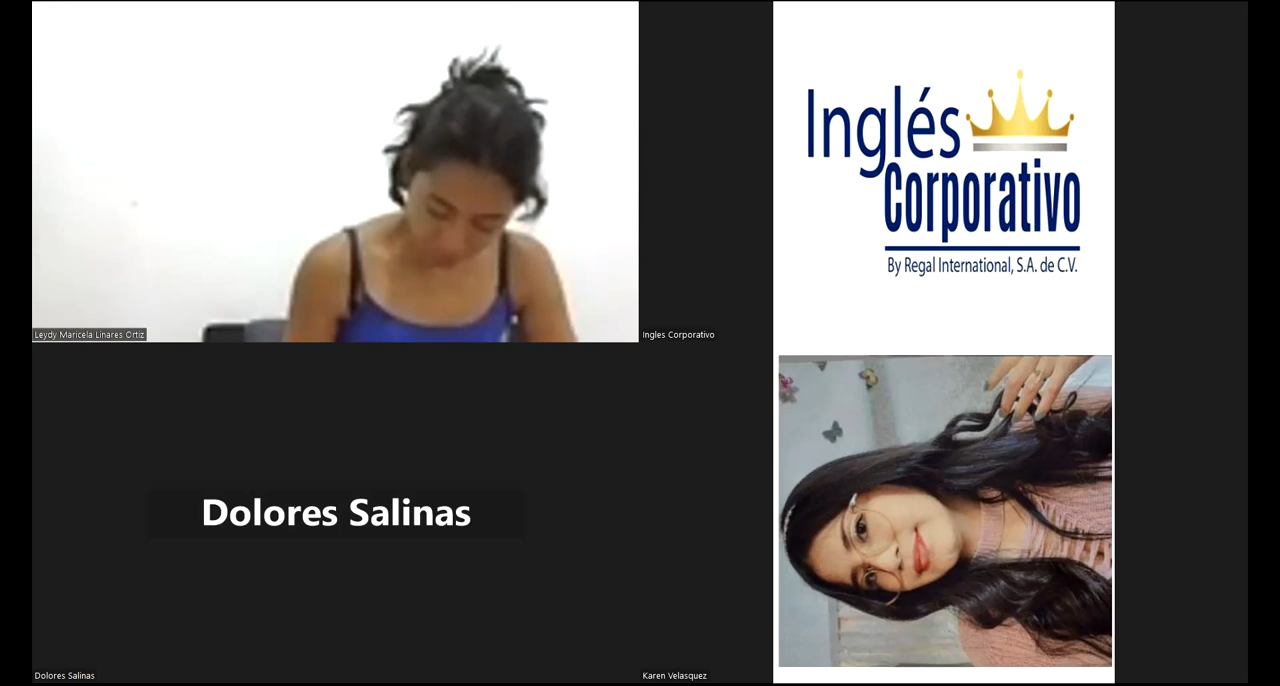 Inglés
Corporativo
By Regal International, S.A. de C.V.
Leydy Maricela Linares Ortiz
Ingles Corporativo
Dolores Salinas
Dolores Salinas
Karen Velasquez